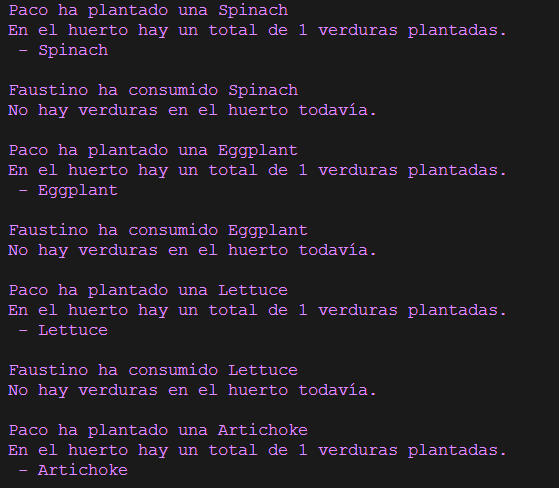 Paco ha plantado una Spinach
En el huerto hay un total de 1 verduras plantadas.
– Spinach
Faustino ha consumido Spinach
No hay verduras en el huerto todavía.
Paco ha plantado una Eggplant
En el huerto hay un total de 1 verduras plantadas.
– Eggplant
Faustino ha consumido Eggplant
No hay verduras en el huerto todavía.
Paco ha plantado una Lettuce
En el huerto hay un total de 1 verduras plantadas.
– Lettuce
Faustino ha consumido Lettuce
No hay verduras en el huerto todavía.
Paco ha plantado una Artichoke
En el huerto hay un total de 1 verduras plantadas.
– Artichoke